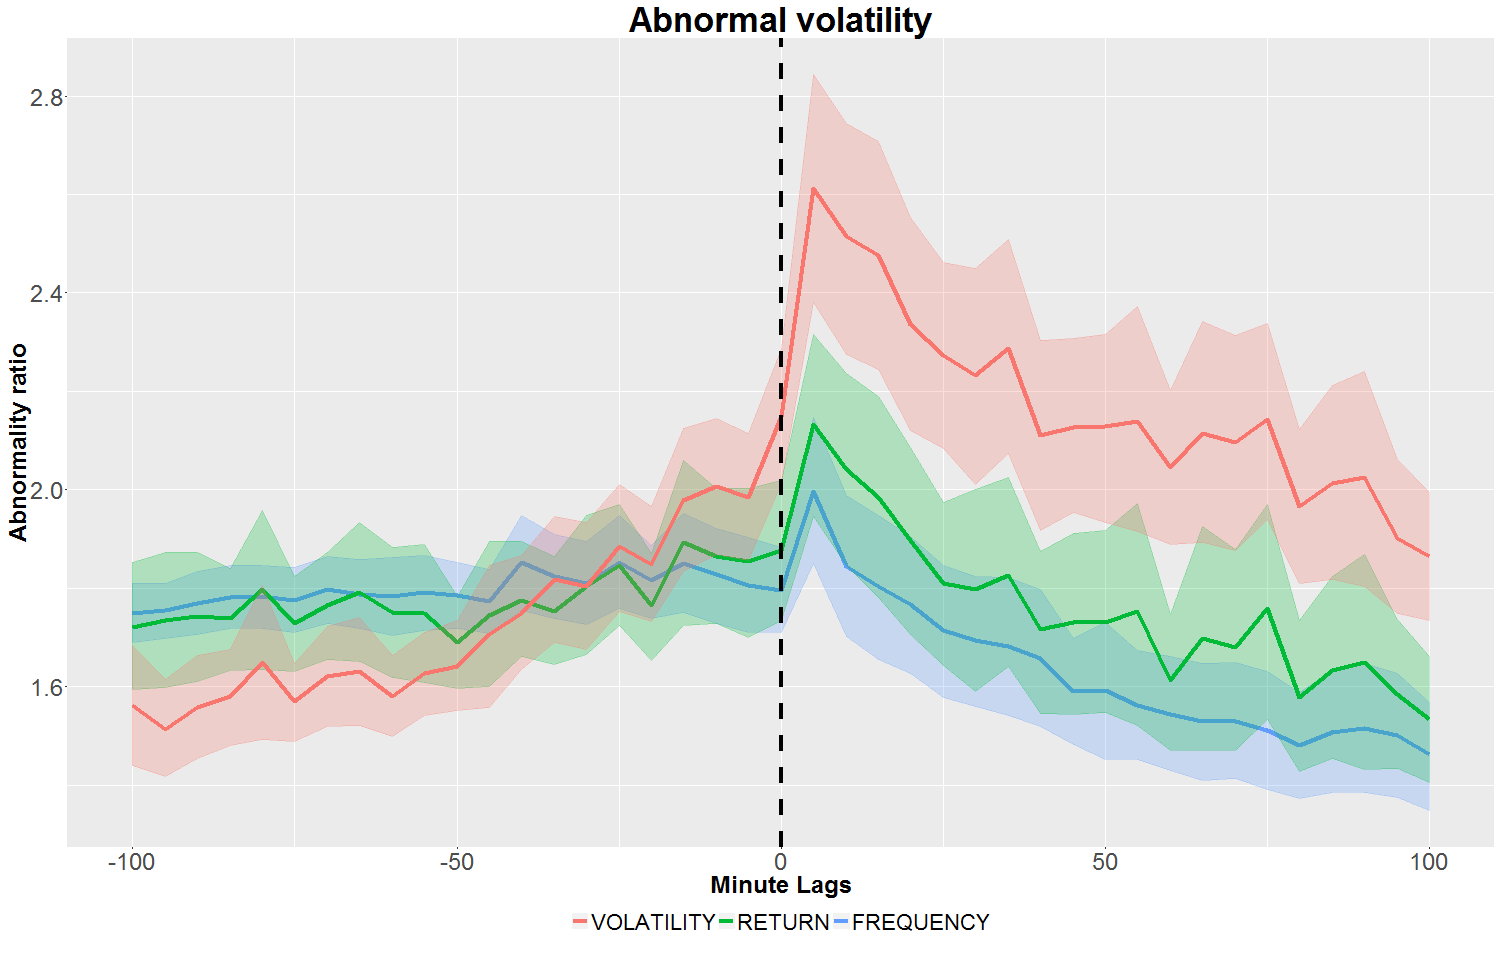 Abnormal volatility
Abnormality ratio
2.8
2.4
2.0
1.6
-100 -50 0 50 100
Minute Lags
VOLATILITY RETURN FREQUENCY